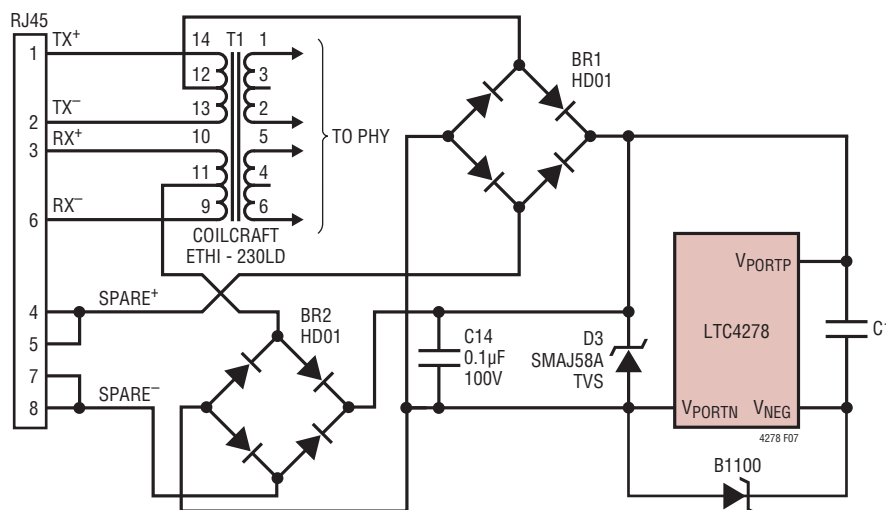 RJ45
1
TX+
14
T1
1
12
3
2
TX−
13
2
3
RX+
10
5
11
4
6
RX−
9
6
TO PHY
COILCRAFT
ETHI - 230LD
BR1
HD01
4
SPARE+
5
7
8
SPARE−
BR2
HD01
C14
0.1µF
100V
D3
SMAJ58A
TVS
VPORTP
LTC4278
VPORTN
VNEG
4278 F07
B1100